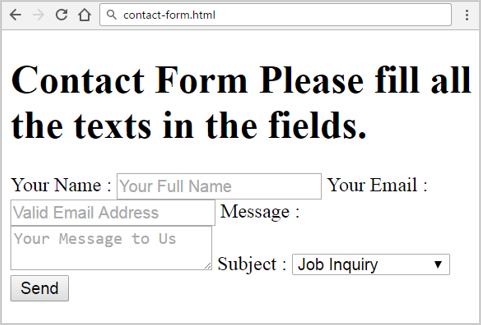 contact-form.html
Contact Form Please fill all
the texts in the fields.
Your Name : Your Full Name Your Email :
Valid Email Address Message :
Your Message to Us Subject : Job Inquiry
Send